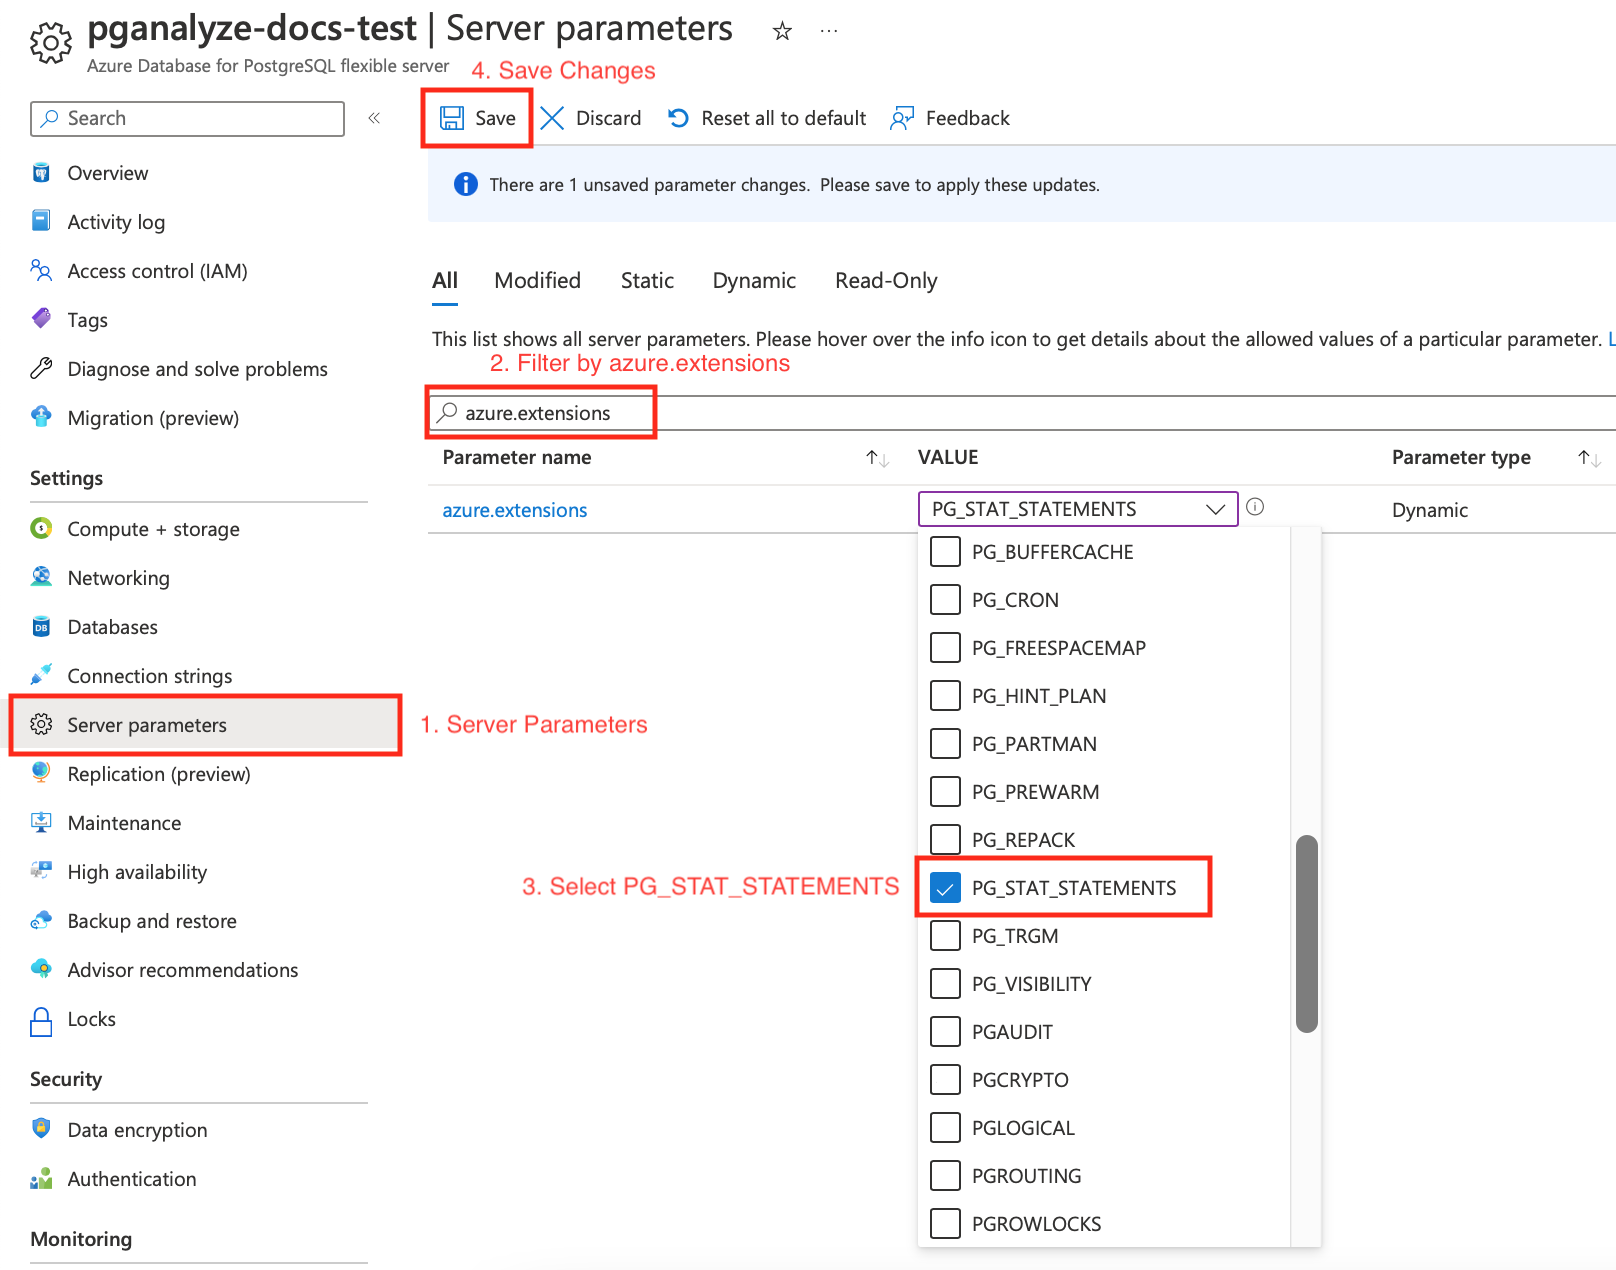 pganalyze-docs-test | Server parameters
Azure Database for PostgreSQL flexible server
4. Save Changes
Search
Save
Discard
Reset all to default
Feedback
There are 1 unsaved parameter changes. Please save to apply these updates.
Overview
Activity log
Access control (IAM)
Tags
Diagnose and solve problems
Migration (preview)
Settings
Compute + storage
Networking
Databases
Connection strings
Server parameters
Replication (preview)
Maintenance
High availability
Backup and restore
Advisor recommendations
Locks
Security
Data encryption
Authentication
Monitoring
1. Server Parameters
All
Modified
Static
Dynamic
Read-Only
This list shows all server parameters. Please hover over the info icon to get details about the allowed values of a particular parameter.
2. Filter by azure.extensions
azure.extensions
Parameter name
VALUE
Parameter type
azure.extensions
PG_STAT_STATEMENTS
Dynamic
PG_BUFFERCACHE
PG_CRON
PG_FREESPACEMAP
PG_HINT_PLAN
PG_PARTMAN
PG_PREWARM
PG_REPACK
3. Select PG_STAT_STATEMENTS
PG_STAT_STATEMENTS
PG_TRGM
PG_VISIBILITY
PGAUDIT
PGCRYPTO
PGLOGICAL
PGROUTING
PGROWLOCKS